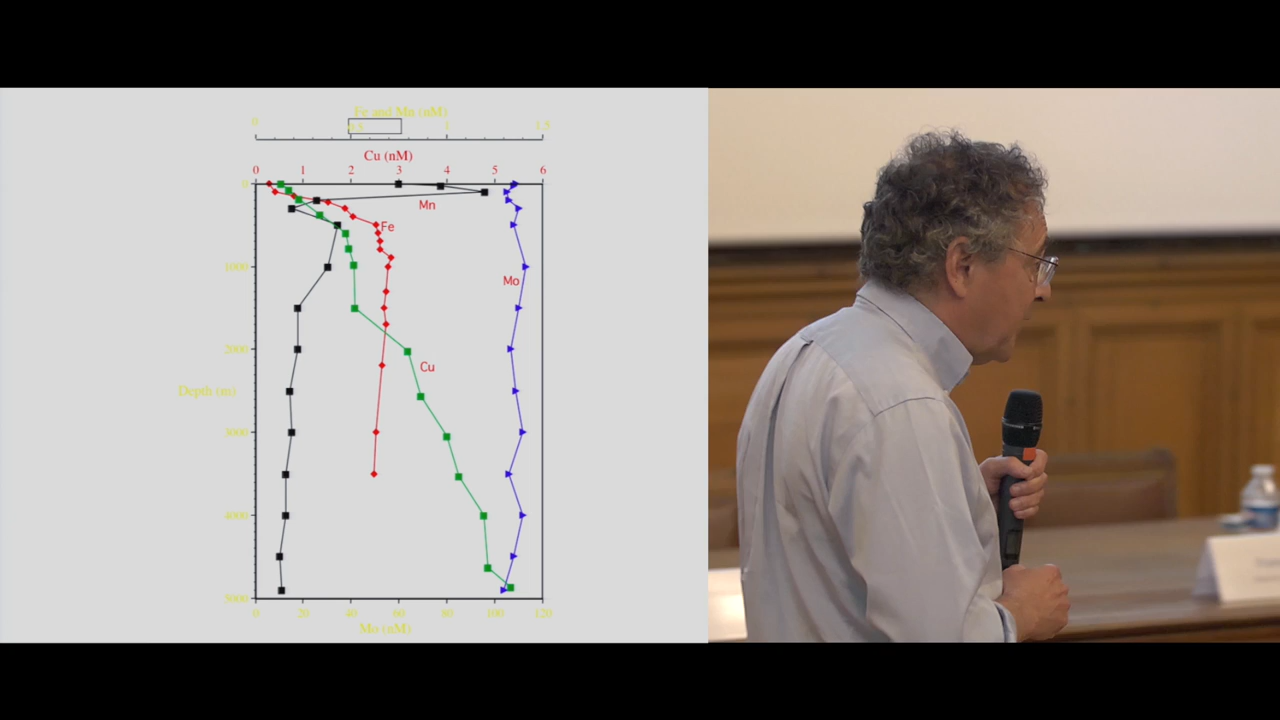 Fe and Mn (nM)
0 0.5 1 1.5
Cu (nM)
0 1 2 3 4 5 6
0
Mn
Fe
1000
Mo
2000
Cu
Depth (m)
3000
4000
5000
0 20 40 60 80 100 120
Mo (nM)